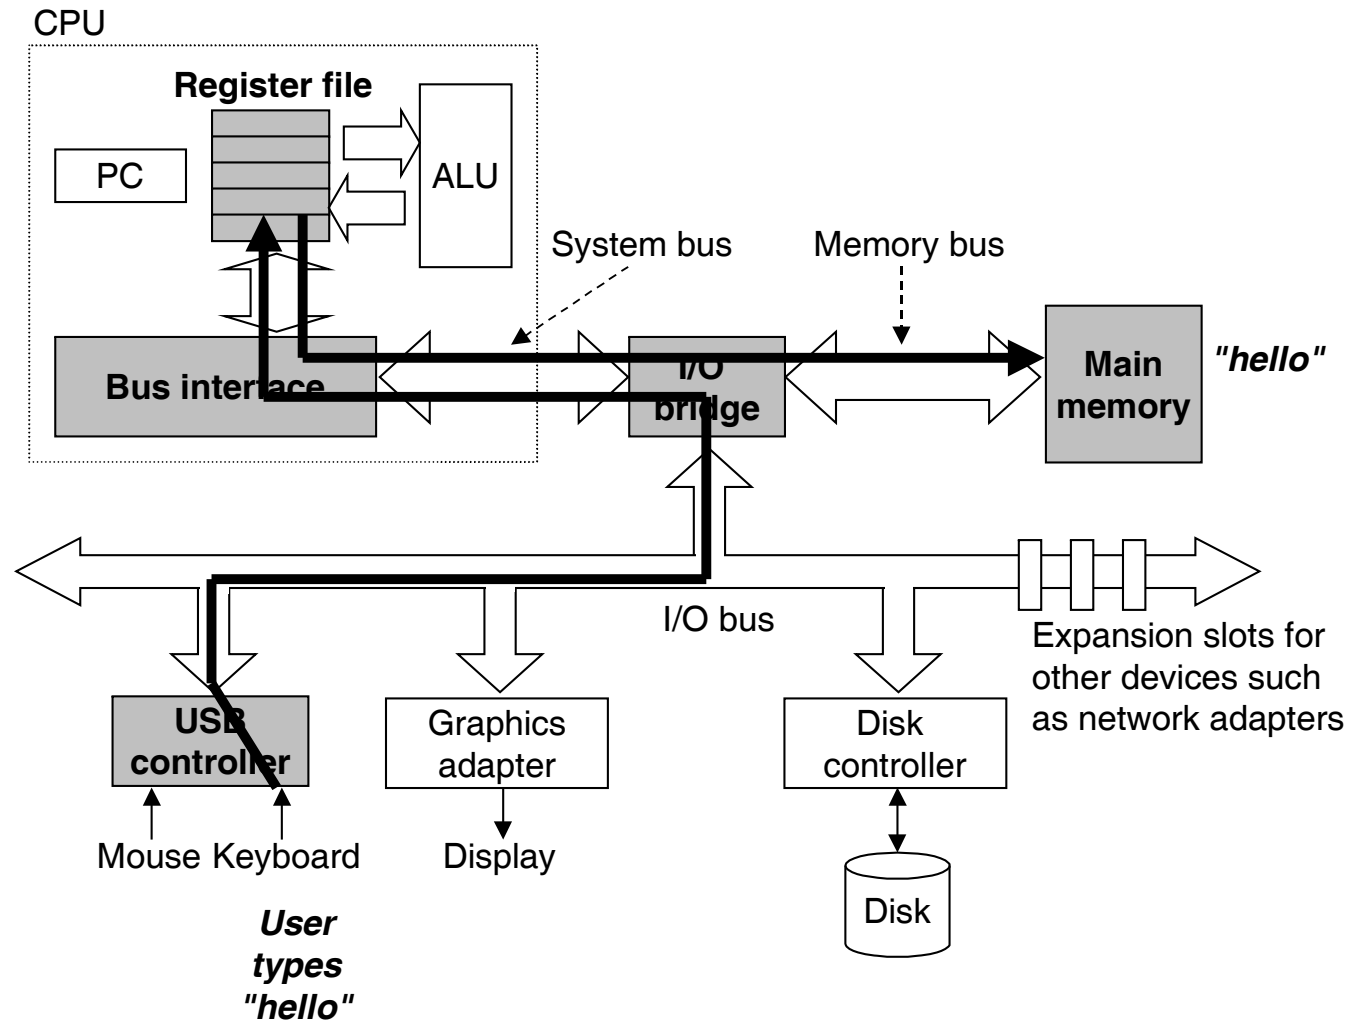 CPU
Register file
PC
ALU
System bus
Memory bus
Bus interface
I/O
bridge
Main
memory
"hello"
I/O bus
Expansion slots for
other devices such
as network adapters
USB
controller
Graphics
adapter
Disk
controller
Mouse
Keyboard
Display
Disk
User
types
"hello"